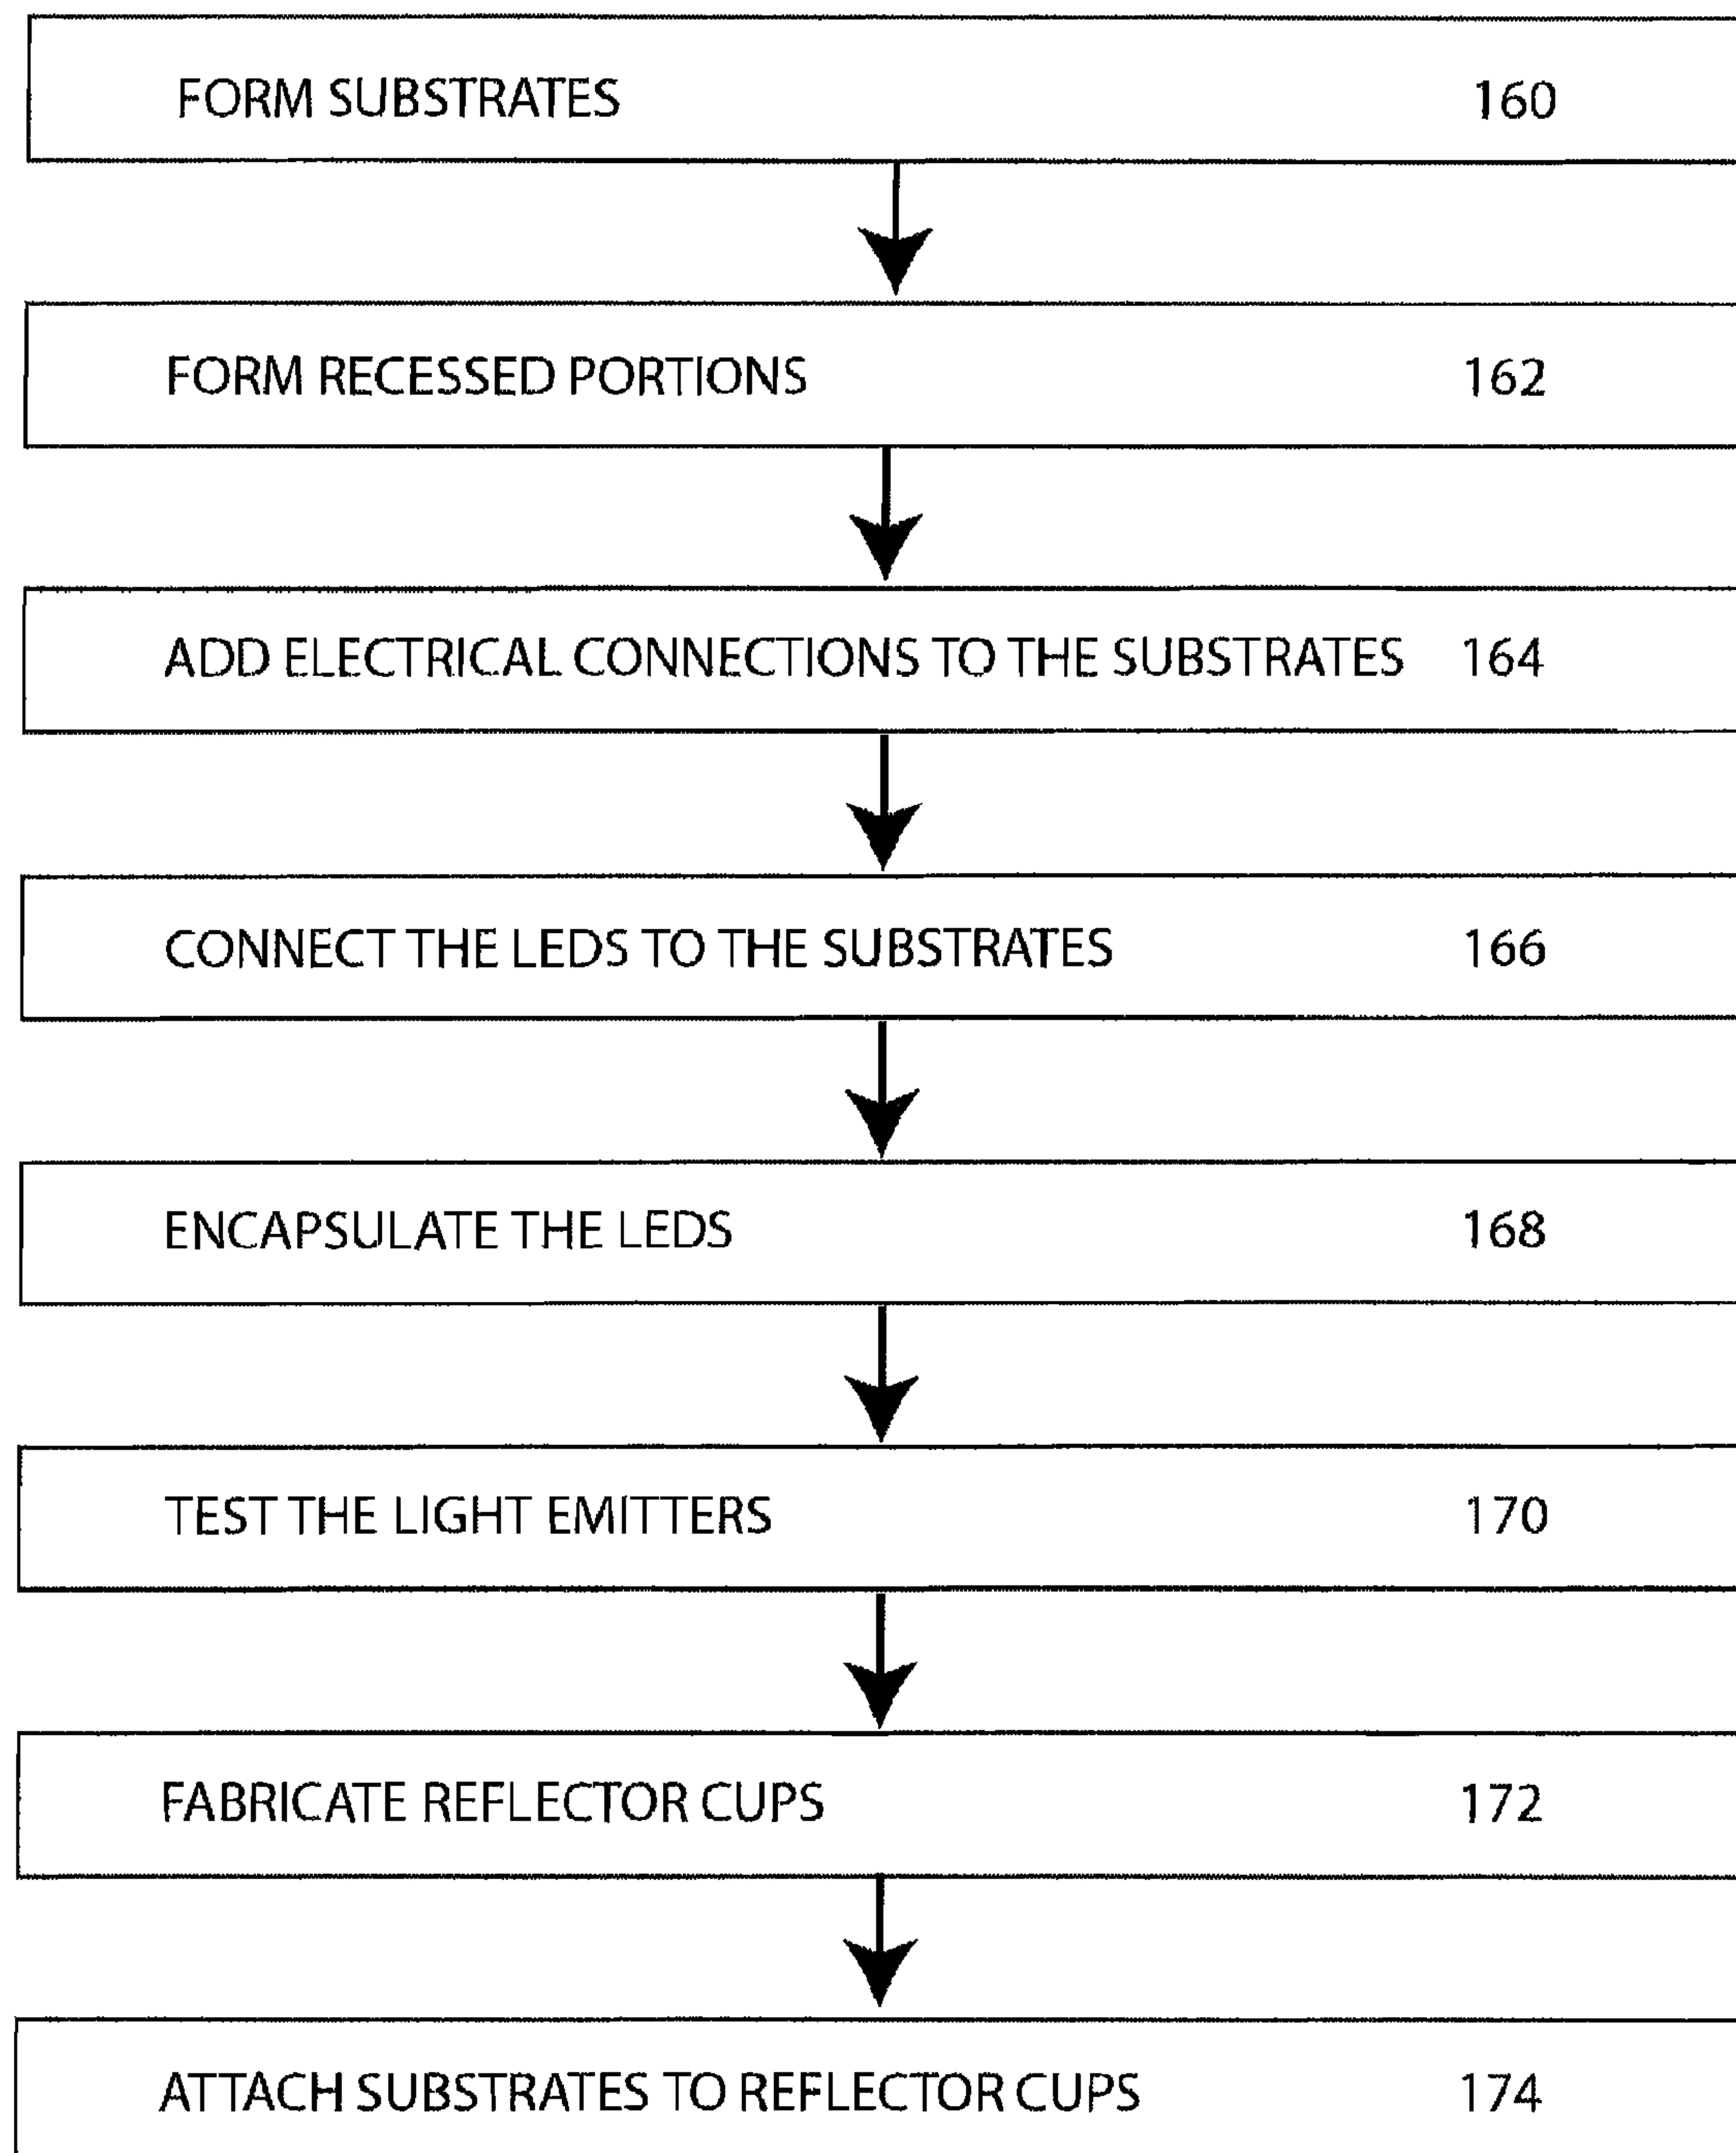 FORM SUBSTRATES 160
FORM RECESSED PORTIONS 162
ADD ELECTRICAL CONNECTIONS TO THE SUBSTRATES 164
CONNECT THE LEDS TO THE SUBSTRATES 166
ENCAPSULATE THE LEDS 168
TEST THE LIGHT EMITTERS 170
FABRICATE REFLECTOR CUPS 172
ATTACH SUBSTRATES TO REFLECTOR CUPS 174